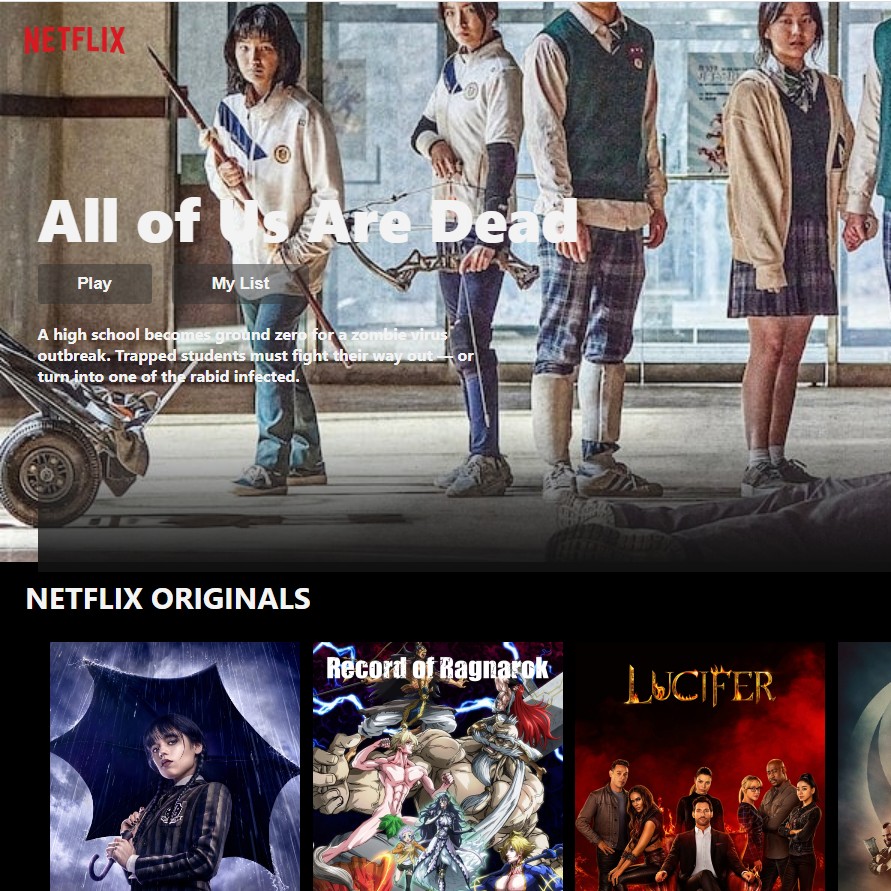 NETFLIX
All of Us Are Dead
Play
My List
A high school becomes ground zero for a zombie virus
outbreak. Trapped students must fight their way out — or
turn into one of the rabid infected.
NETFLIX ORIGINALS
Record of Ragnarok
LUCIFER